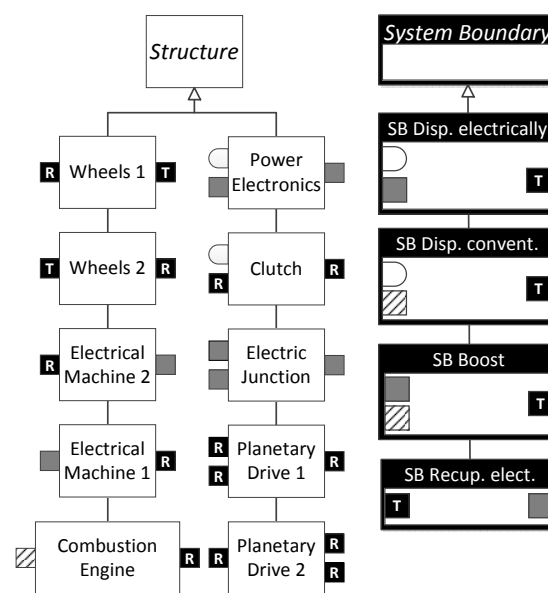 Structure
R
Wheels 1
T
T
Wheels 2
R
R
Electrical
Machine 2
Electrical
Machine 1
R
Combustion
Engine
R
Power
Electronics
Clutch
R
R
Electric
Junction
R
R
Planetary
Drive 1
R
R
Planetary
Drive 2
R
R
System Boundary
SB Disp. electrically
T
SB Disp. convent.
T
SB Boost
T
SB Recup. elect.
T